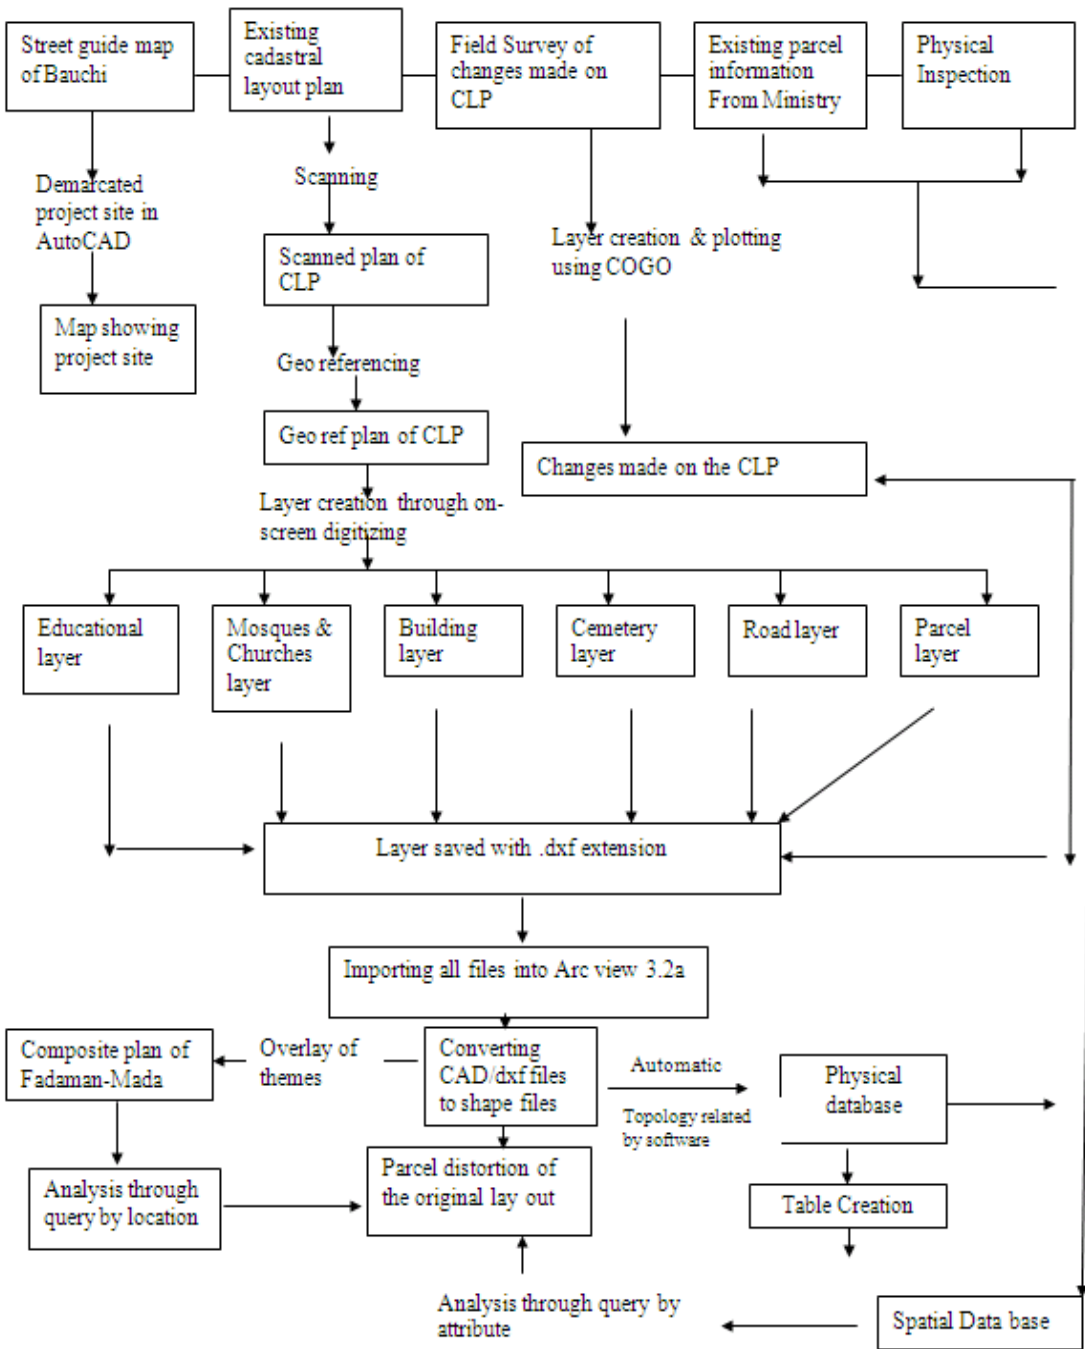 Street guide map
of Bauchi
Existing
cadastral
layout plan
Field Survey of
changes made on
CLP
Existing parcel
information
From Ministry
Physical
Inspection
Demarcated
project site in
AutoCAD
Scanning
Layer creation & plotting
using COGO
Scanned plan of
CLP
Map showing
project site
Geo referencing
Geo ref plan of CLP
Changes made on the CLP
Layer creation through on-
screen digitizing
Educational
layer
Mosques &
Churches
layer
Building
layer
Cemetery
layer
Road layer
Parcel
layer
Layer saved with .dxf extension
Importing all files into Arc view 3.2a
Composite plan of
Fadaman-Mada
Overlay of
themes
Converting
CAD/dxf files
to shape files
Automatic
Topology related
by software
Physical
database
Analysis through
query by location
Parcel distortion of
the original lay out
Table Creation
Analysis through query by
attribute
Spatial Data base